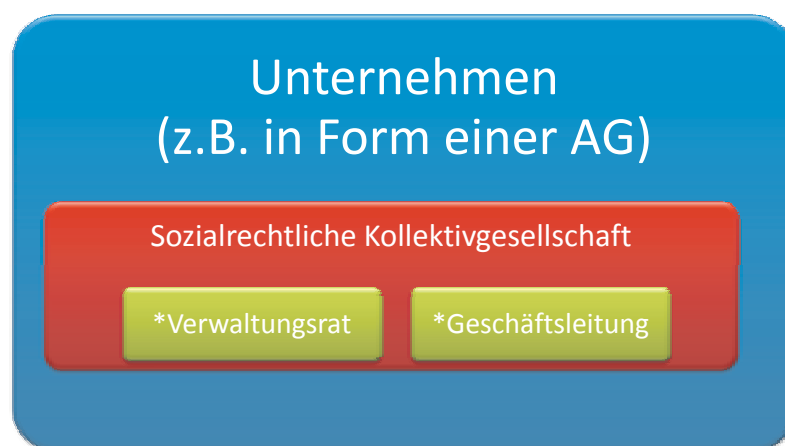 Unternehmen
(z.B. in Form einer AG)
Sozialrechtliche Kollektivgesellschaft
*Verwaltungsrat
*Geschäftsleitung